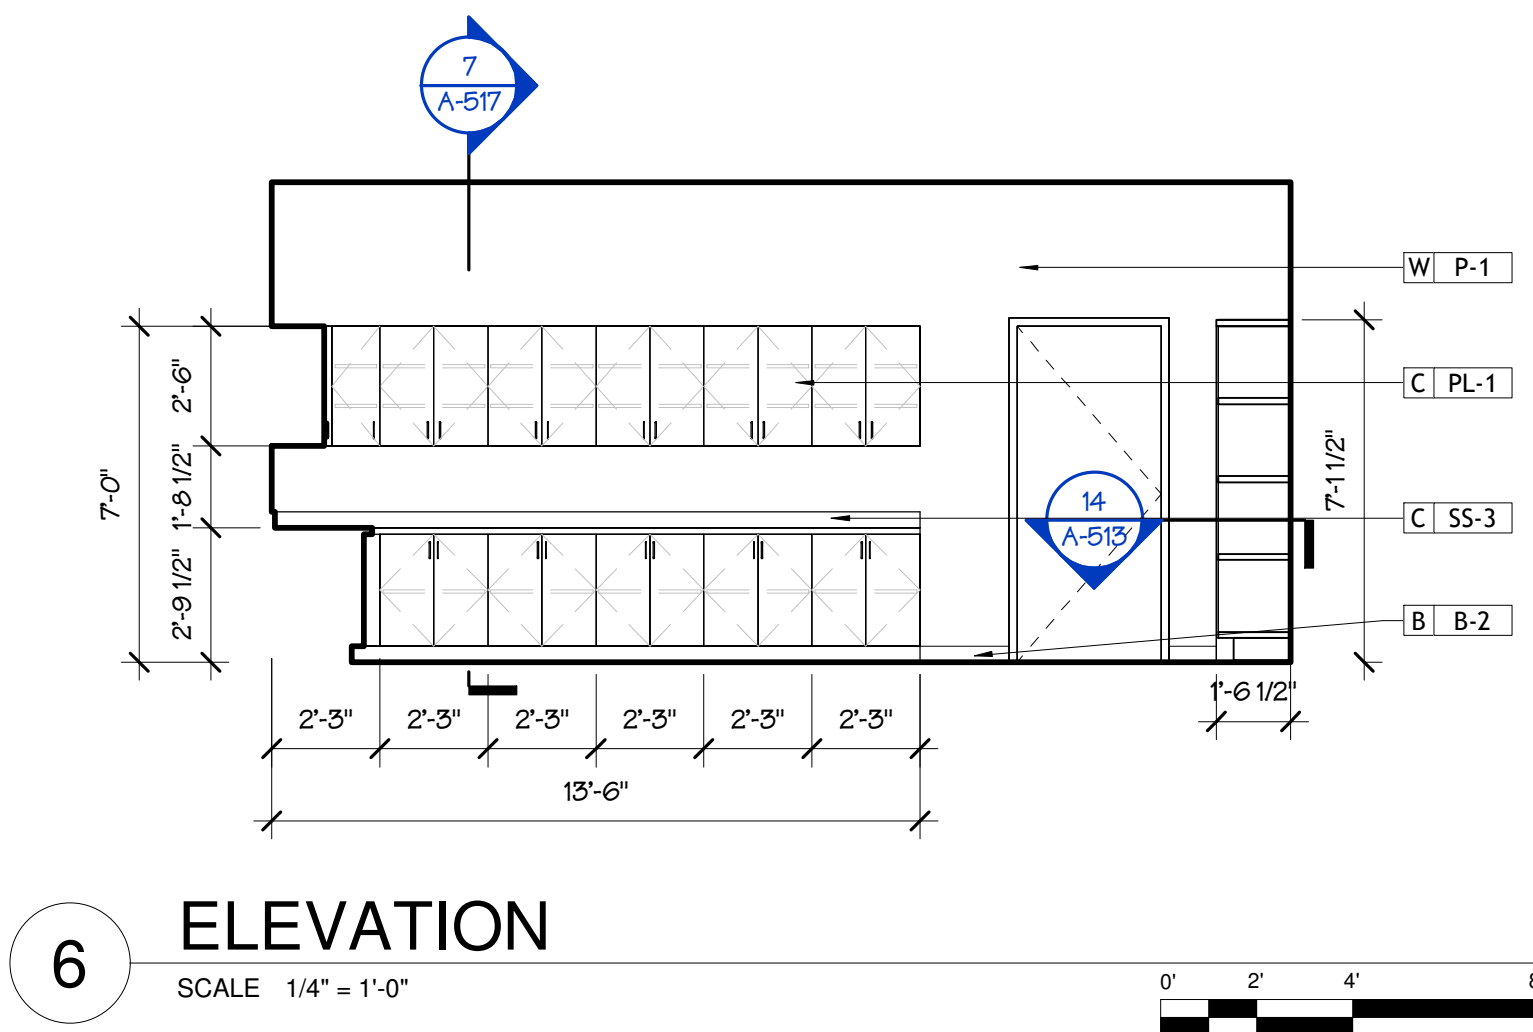 7
A-517
W P-1
C PL-1
C SS-3
B B-2
7'-0"
2'-6"
1'-8 1/2"
2'-9 1/2"
7'-1 1/2"
14
A-513
1'-6 1/2"
2'-3" 2'-3" 2'-3" 2'-3" 2'-3" 2'-3"
13'-6"
6
ELEVATION
SCALE 1/4" = 1'-0"
0' 2' 4' 8